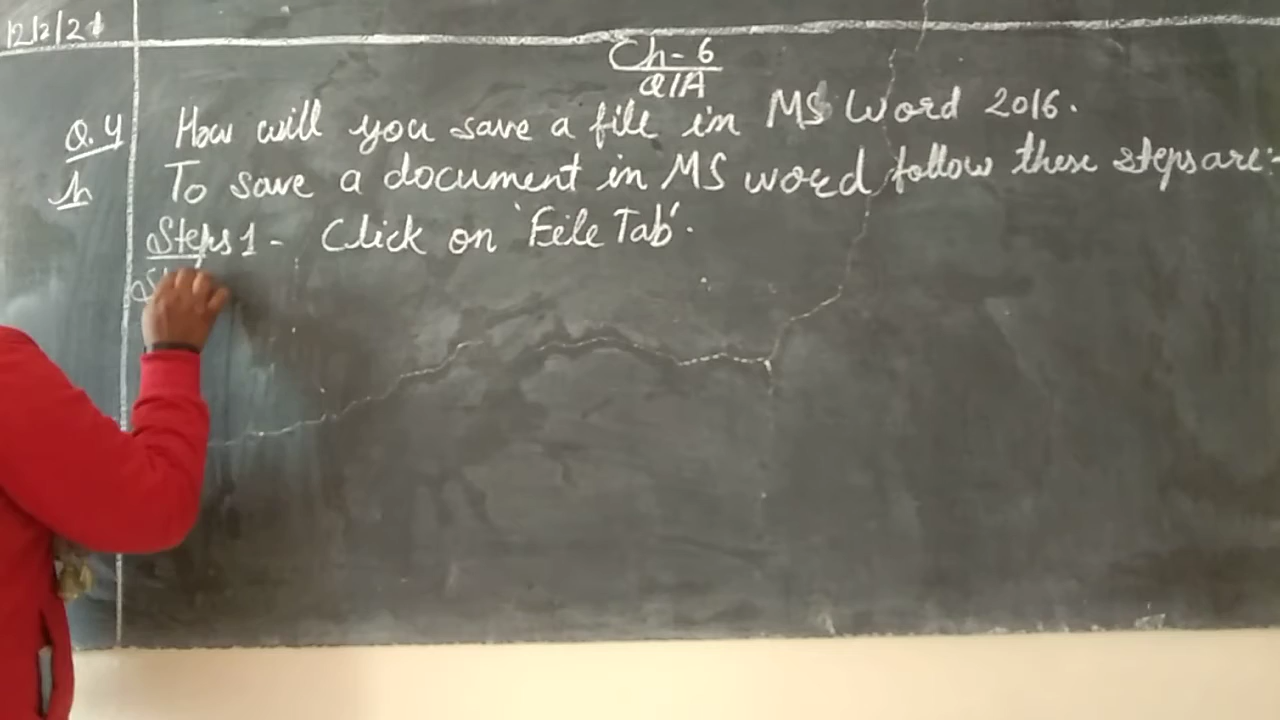 12/2/21
Ch-6
Q/A
Q.4 How will you save a file in MS Word 2016.
To save a document in MS word follow these steps are:-
Steps 1 - Click on 'File Tab'.